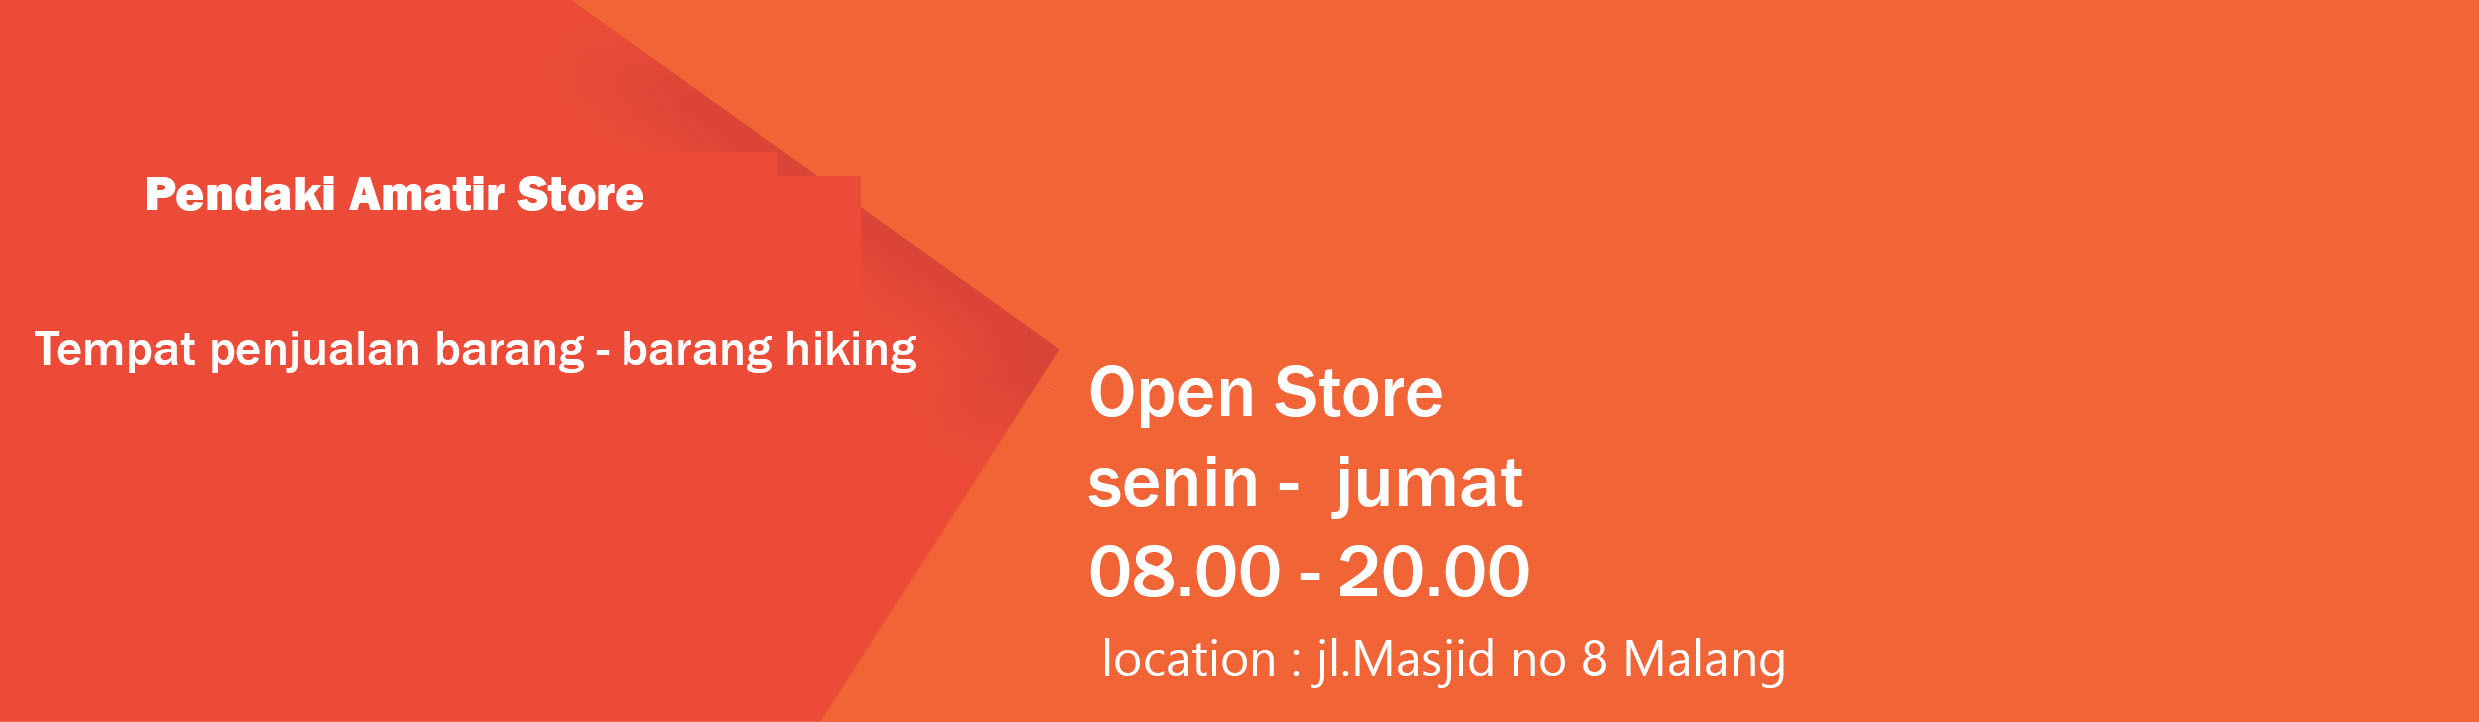 Pendaki Amatir Store
Tempat penjualan barang - barang hiking
Open Store
senin - jumat
08.00 - 20.00
location : jl.Masjid no 8 Malang